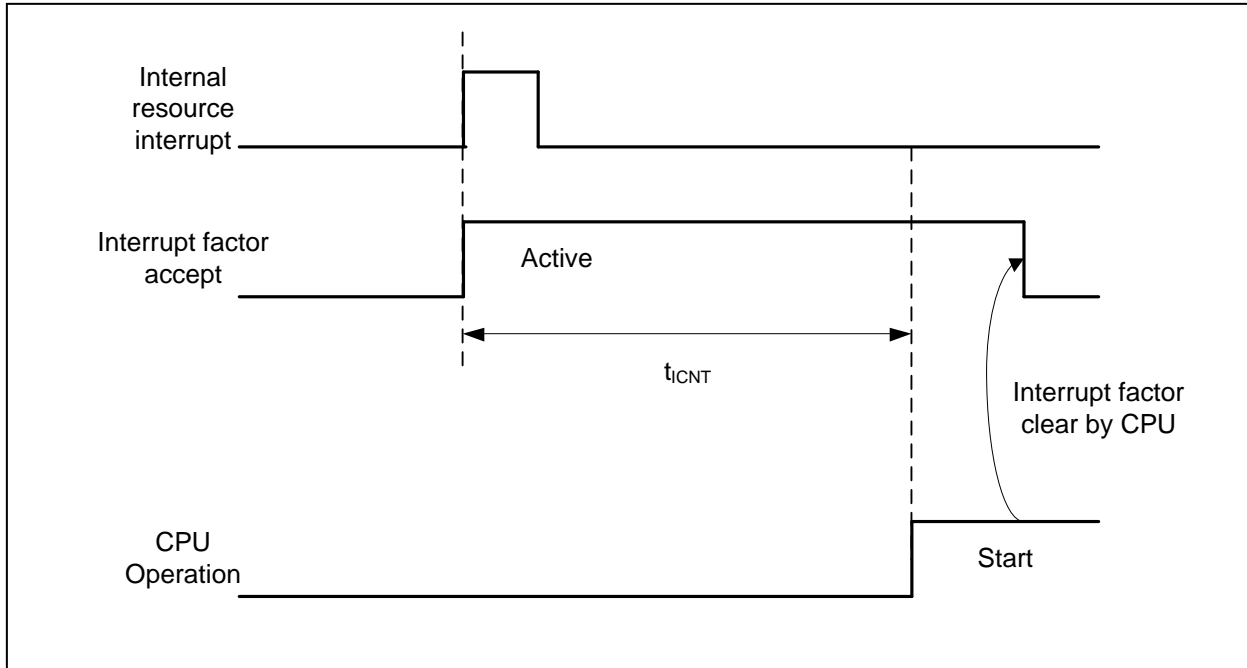 Internal
resource
interrupt
Interrupt factor
accept
Active
tICNT
Interrupt factor
clear by CPU
CPU
Operation
Start